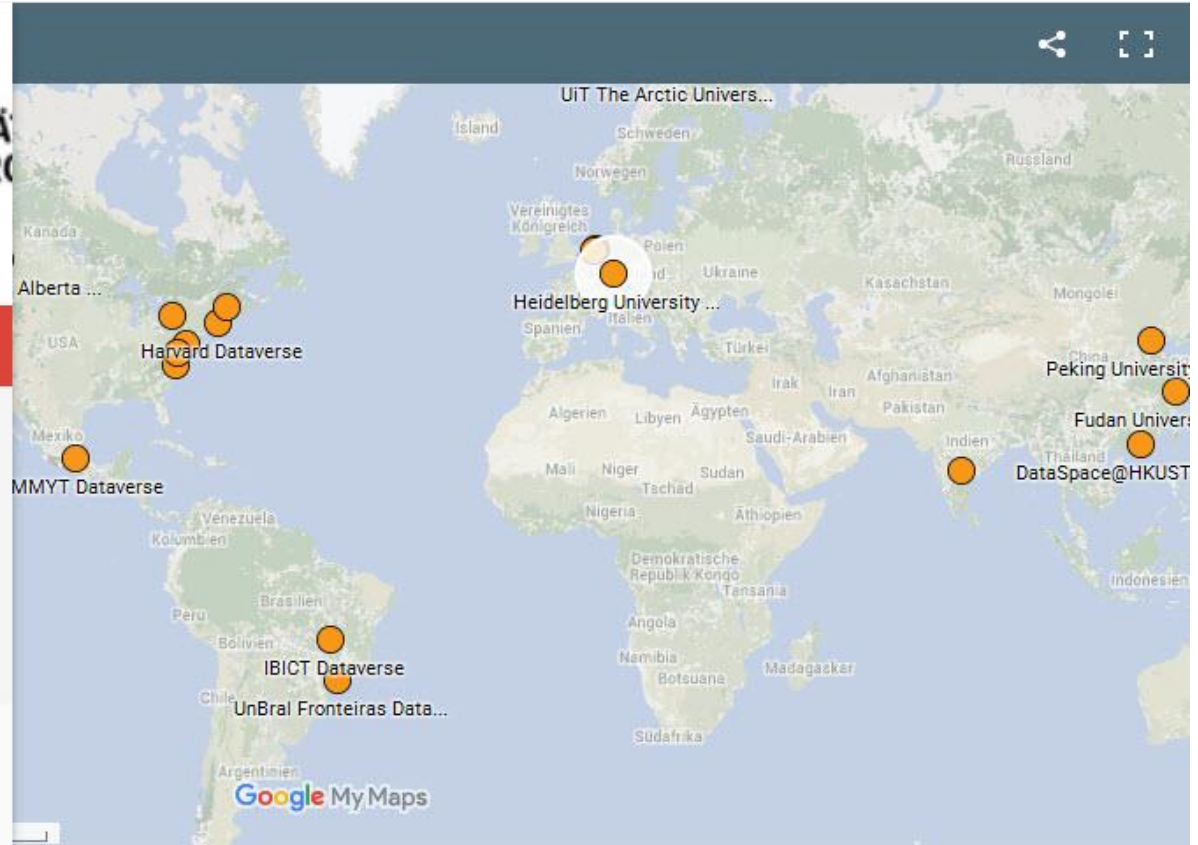 UiT The Arctic Univers...
Island
Schweden
Russland
Norwegen
Vereinigtes
Königreich
Kanada
Polen
Alberta ...
Ukraine
Kasachstan
Mongolei
Heidelberg University ...
Italien
Spanien
USA
Harvard Dataverse
Türkei
China
Peking University
Afghanistan
Irak
Iran
Algerien
Libyen
Ägypten
Pakistan
Fudan Univers
Mexiko
Saudi-Arabien
Indien
Thailand
MMYT Dataverse
Mali
Niger
Sudan
Tschad
DataSpace@HKUST
Venezuela
Nigeria
Äthiopien
Kolumbien
Demokratische
Republik Kongo
Indonesien
Tansania
Brasilien
Peru
Angola
Bolivien
Namibia
IBICT Dataverse
Botsuana
Madagaskar
Chile
UnBral Fronteiras Data...
Südafrika
Argentinien
Google My Maps